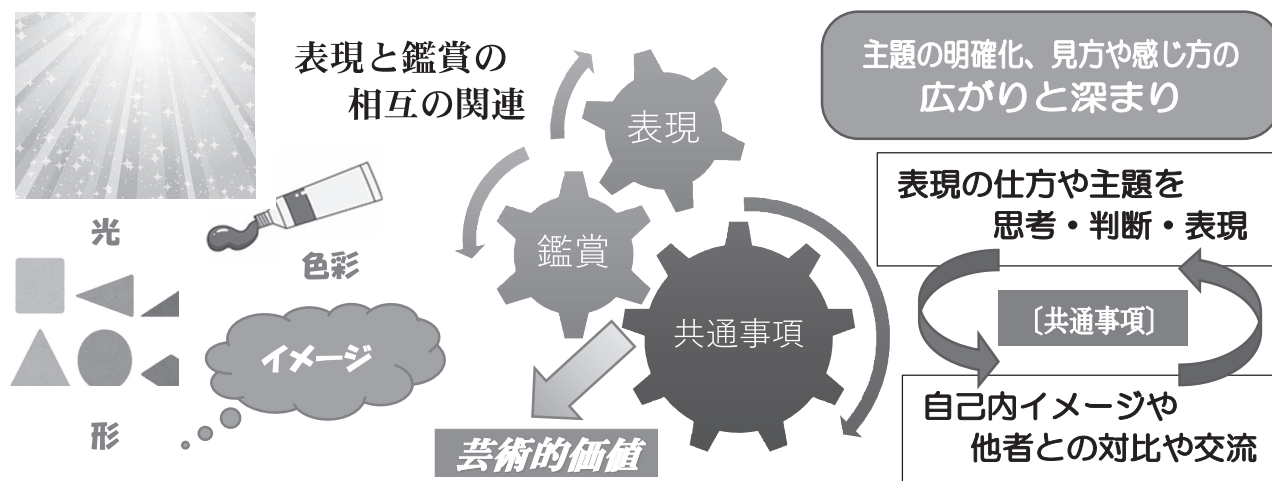 表現と鑑賞の
相互の関連
光
色彩
形
イメージ
表現
鑑賞
共通事項
芸術的価値
主題の明確化、見方や感じ方の
広がりと深まり
表現の仕方や主題を
思考・判断・表現
〔共通事項〕
自己内イメージや
他者との対比や交流